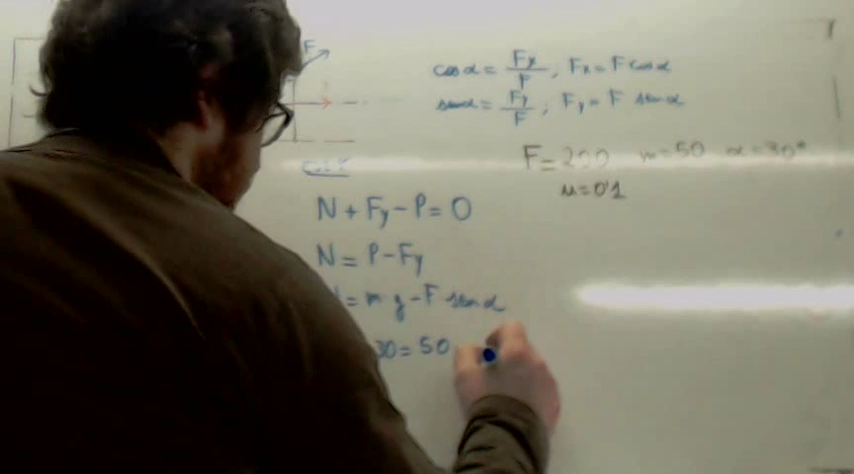 F
cos α = Fx/F , Fx = F cos α
sen α = Fy/F , Fy = F sen α
F = 200 m = 50 α = 30°
μ = 0'1
N + Fy - P = 0
N = P - Fy
= m g - F sen α
30 = 50